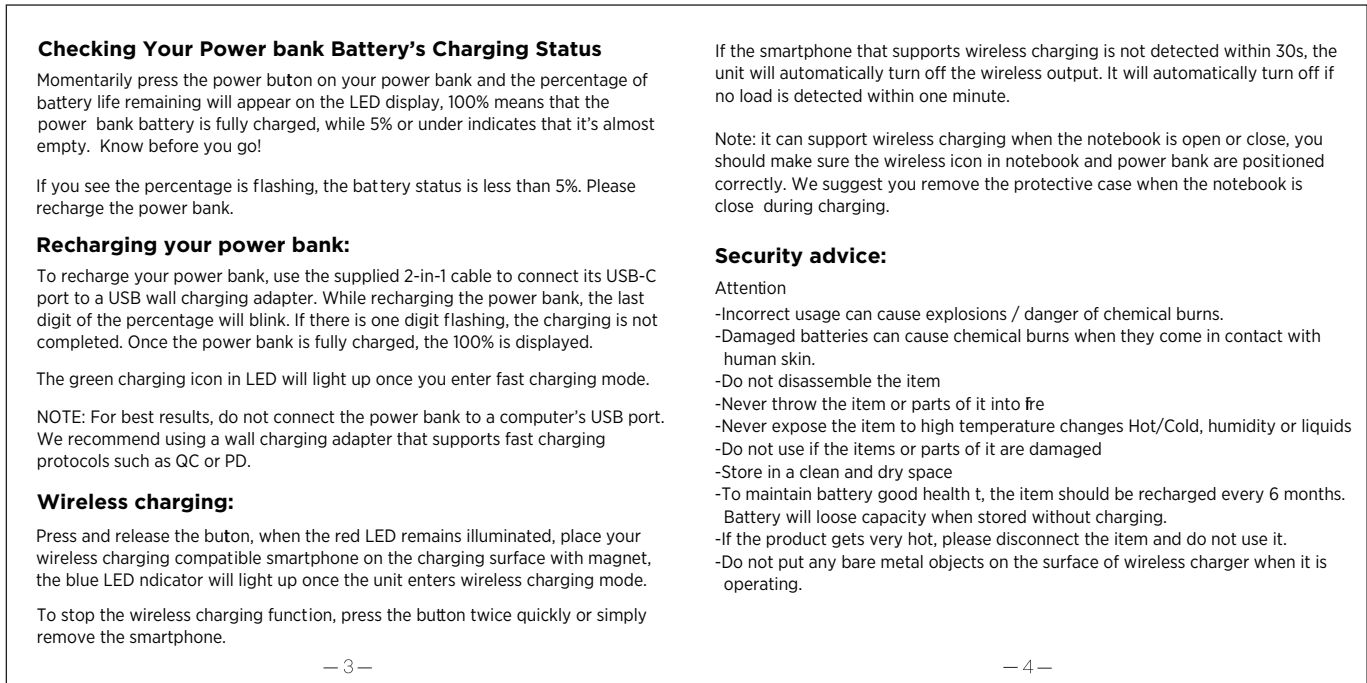 Checking Your Power bank Battery's Charging Status
Momentarily press the power button on your power bank and the percentage of
battery life remaining will appear on the LED display, 100% means that the
power bank battery is fully charged, while 5% or under indicates that it's almost
empty. Know before you go!
If you see the percentage is flashing, the battery status is less than 5%. Please
recharge the power bank.
Recharging your power bank:
To recharge your power bank, use the supplied 2-in-1 cable to connect its USB-C
port to a USB wall charging adapter. While recharging the power bank, the last
digit of the percentage will blink. If there is one digit flashing, the charging is not
completed. Once the power bank is fully charged, the 100% is displayed.
The green charging icon in LED will light up once you enter fast charging mode.
NOTE: For best results, do not connect the power bank to a computer's USB port.
We recommend using a wall charging adapter that supports fast charging
protocols such as QC or PD.
Wireless charging:
Press and release the button, when the red LED remains illuminated, place your
wireless charging compatible smartphone on the charging surface with magnet,
the blue LED ndicator will light up once the unit enters wireless charging mode.
To stop the wireless charging function, press the button twice quickly or simply
remove the smartphone.
—3—
If the smartphone that supports wireless charging is not detected within 30s, the
unit will automatically turn off the wireless output. It will automatically turn off if
no load is detected within one minute.
Note: it can support wireless charging when the notebook is open or close, you
should make sure the wireless icon in notebook and power bank are positioned
correctly. We suggest you remove the protective case when the notebook is
close during charging.
Security advice:
Attention
-Incorrect usage can cause explosions / danger of chemical burns.
-Damaged batteries can cause chemical burns when they come in contact with
human skin.
-Do not disassemble the item
-Never throw the item or parts of it into fire
-Never expose the item to high temperature changes Hot/Cold, humidity or liquids
-Do not use if the items or parts of it are damaged
-Store in a clean and dry space
-To maintain battery good health t, the item should be recharged every 6 months.
Battery will loose capacity when stored without charging.
-If the product gets very hot, please disconnect the item and do not use it.
-Do not put any bare metal objects on the surface of wireless charger when it is
operating.
—4—